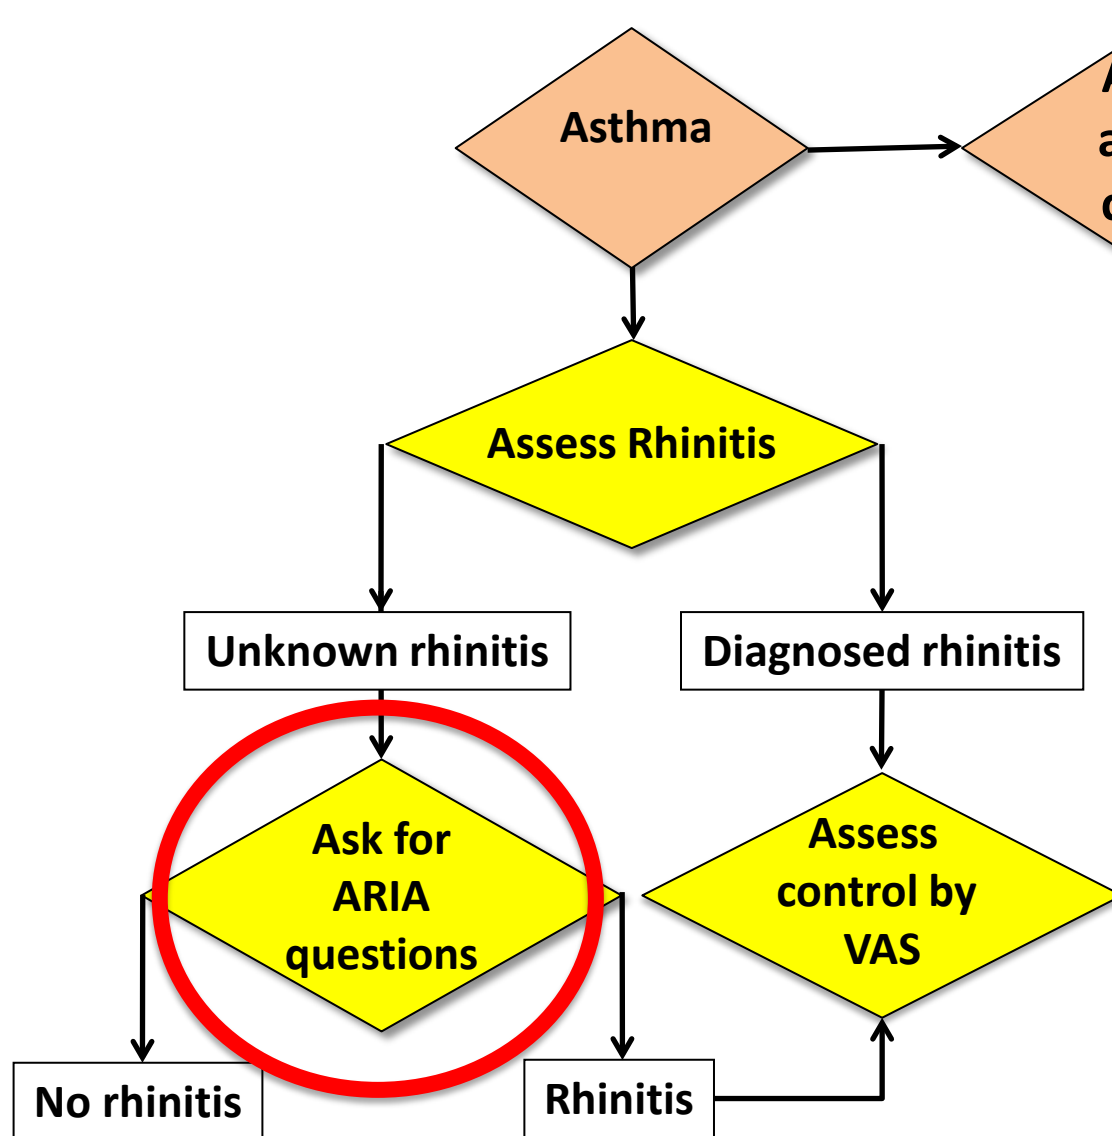 Asthma
Assess Rhinitis
Unknown rhinitis
Diagnosed rhinitis
Ask for
ARIA
questions
Assess
control by
VAS
No rhinitis
Rhinitis